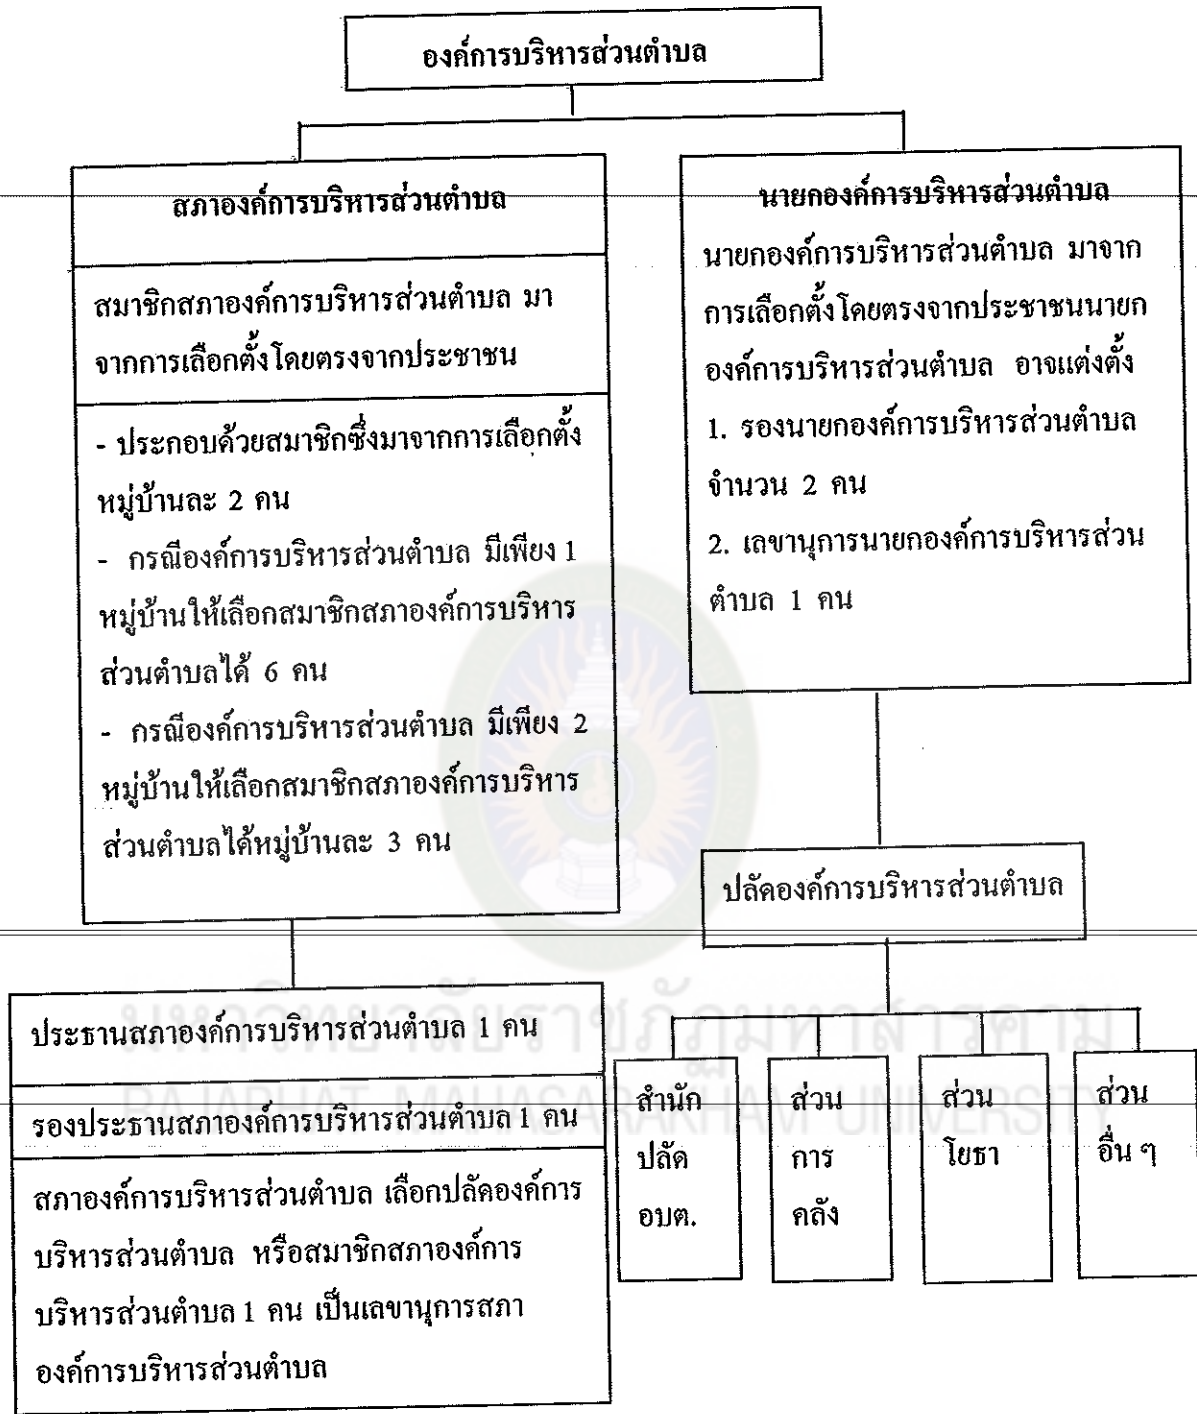 องค์การบริหารส่วนตำบล
สภาองค์การบริหารส่วนตำบล
สมาชิกสภาองค์การบริหารส่วนตำบล มา
จากการเลือกตั้งโดยตรงจากประชาชน
- ประกอบด้วยสมาชิกซึ่งมาจากการเลือกตั้ง
หมู่บ้านละ 2 คน
- กรณีองค์การบริหารส่วนตำบล มีเพียง 1
หมู่บ้านให้เลือกสมาชิกสภาองค์การบริหาร
ส่วนตำบลได้ 6 คน
- กรณีองค์การบริหารส่วนตำบล มีเพียง 2
หมู่บ้านให้เลือกสมาชิกสภาองค์การบริหาร
ส่วนตำบลได้หมู่บ้านละ 3 คน
นายกองค์การบริหารส่วนตำบล
นายกองค์การบริหารส่วนตำบล มาจาก
การเลือกตั้งโดยตรงจากประชาชนนายก
องค์การบริหารส่วนตำบล อาจแต่งตั้ง
1. รองนายกองค์การบริหารส่วนตำบล
จำนวน 2 คน
2. เลขานุการนายกองค์การบริหารส่วน
ตำบล 1 คน
ปลัดองค์การบริหารส่วนตำบล
ประธานสภาองค์การบริหารส่วนตำบล 1 คน
รองประธานสภาองค์การบริหารส่วนตำบล 1 คน
สภาองค์การบริหารส่วนตำบล เลือกปลัดองค์การ
บริหารส่วนตำบล หรือสมาชิกสภาองค์การ
บริหารส่วนตำบล 1 คน เป็นเลขานุการสภา
องค์การบริหารส่วนตำบล
สำนัก
ปลัด
อบต.
ส่วน
การ
คลัง
ส่วน
โยธา
ส่วน
อื่น ๆ
มหาวิทยาลัยราชภัฏมหาสารคาม
RAJABHAT MAHASARAKHAM UNIVERSITY